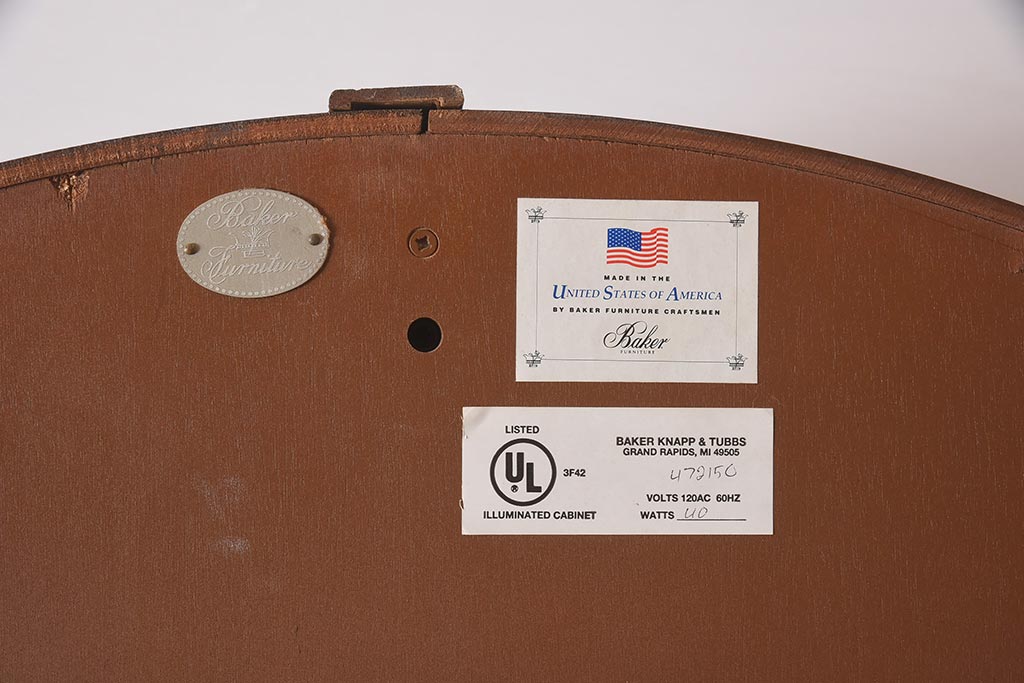 Baker
Furniture
MADE IN THE
UNITED STATES OF AMERICA
BY BAKER FURNITURE CRAFTSMEN
Baker
FURNITURE
LISTED
UL
®
3F42
ILLUMINATED CABINET
BAKER KNAPP & TUBBS
GRAND RAPIDS, MI 49505
472150
VOLTS 120AC 60HZ
WATTS 40